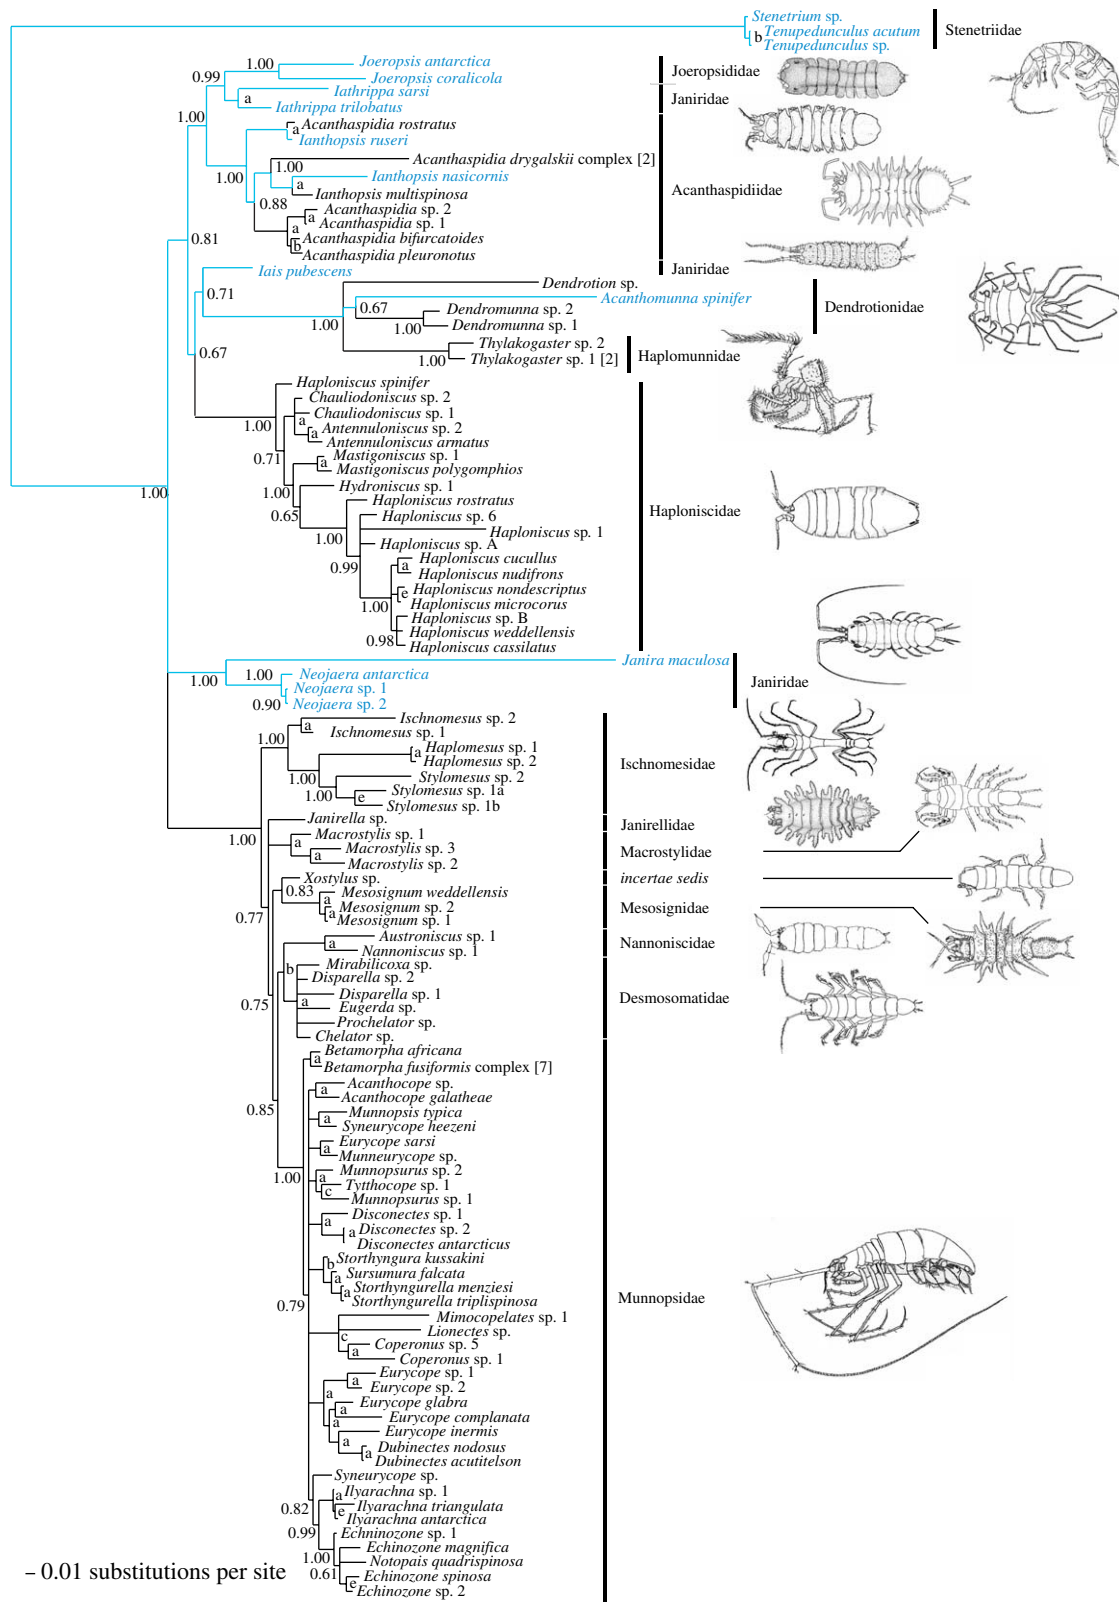 Stenetrium sp.
b Tenupedunculus acutum
Tenupedunculus sp.
Stenetriidae
1.00 Joeropsis antarctica
0.99
Joeropsis coralicola
Joeropsididae
Iathrippa sarsi
a
Iathrippa trilobatus
Janiridae
1.00
Acanthaspidia rostratus
a
Ianthopsis ruseri
Acanthaspidia drygalskii complex [2]
1.00
1.00
Ianthopsis nasicornis
a
Ianthopsis multispinosa
Acanthaspidiidae
0.88
Acanthaspidia sp. 2
a
Acanthaspidia sp. 1
a
Acanthaspidia bifurcatoides
b
Acanthaspidia pleuronotus
0.81
Iais pubescens
Janiridae
0.71
Dendrotion sp.
Acanthomunna spinifer
0.67
Dendromunna sp. 2
1.00
1.00
Dendromunna sp. 1
Dendrotionidae
Thylakogaster sp. 2
1.00 Thylakogaster sp. 1 [2]
Haplomunnidae
0.67
Haploniscus spinifer
Chauliodoniscus sp. 2
Chauliodoniscus sp. 1
1.00
a
Antennuloniscus sp. 2
a
Antennuloniscus armatus
0.71
Mastigoniscus sp. 1
a
Mastigoniscus polygomphios
1.00
Hydroniscus sp. 1
Haploniscus rostratus
0.65
Haploniscus sp. 6
Haploniscus sp. 1
Haploniscidae
1.00
Haploniscus sp. A
Haploniscus cucullus
0.99
a
Haploniscus nudifrons
Haploniscus nondescriptus
e
1.00
Haploniscus microcorus
Haploniscus sp. B
Haploniscus weddellensis
0.98
Haploniscus cassilatus
1.00
Janira maculosa
1.00 Neojaera antarctica
1.00
Neojaera sp. 1
0.90 Neojaera sp. 2
Janiridae
Ischnomesus sp. 2
a
Ischnomesus sp. 1
1.00
Haplomesus sp. 1
a
Haplomesus sp. 2
1.00
Stylomesus sp. 2
1.00
Stylomesus sp. 1a
e
Stylomesus sp. 1b
Ischnomesidae
Janirella sp.
Janirellidae
1.00
Macrostylis sp. 1
a
Macrostylis sp. 3
a
Macrostylis sp. 2
Macrostylidae
Xostylus sp.
incertae sedis
0.83
Mesosignum weddellensis
a
Mesosignum sp. 2
a
Mesosignum sp. 1
Mesosignidae
0.77
Austroniscus sp. 1
a
Nannoniscus sp. 1
Nannoniscidae
b
Mirabilicoxa sp.
Disparella sp. 2
Disparella sp. 1
0.75
a
Eugerda sp.
Prochelator sp.
Chelator sp.
Desmosomatidae
Betamorpha africana
a
Betamorpha fusiformis complex [7]
Acanthocope sp.
a
Acanthocope galatheae
0.85
Munnopsis typica
a
Syneurycope heezeni
Eurycope sarsi
a
Munneurycope sp.
1.00
Munnopsurus sp. 2
a
Tytthocope sp. 1
c
Munnopsurus sp. 1
Disconectes sp. 1
a
Disconectes sp. 2
a
Disconectes antarcticus
Storthyngura kussakini
b
Sursumura falcata
a
Storthyngurella menziesi
a
Storthyngurella triplispinosa
Munnopsidae
0.79
Mimocopelates sp. 1
Lionectes sp.
c
Coperonus sp. 5
a
Coperonus sp. 1
Eurycope sp. 1
a
Eurycope sp. 2
a
Eurycope glabra
a
Eurycope complanata
a
Eurycope inermis
a
Dubinectes nodosus
a
Dubinectes acutitelson
Syneurycope sp.
Ilyarachna sp. 1
a
0.82
Ilyarachna triangulata
e
Ilyarachna antarctica
0.99
Echninozone sp. 1
Echinozone magnifica
1.00
Notopais quadrispinosa
0.61
Echinozone spinosa
e
Echinozone sp. 2
– 0.01 substitutions per site